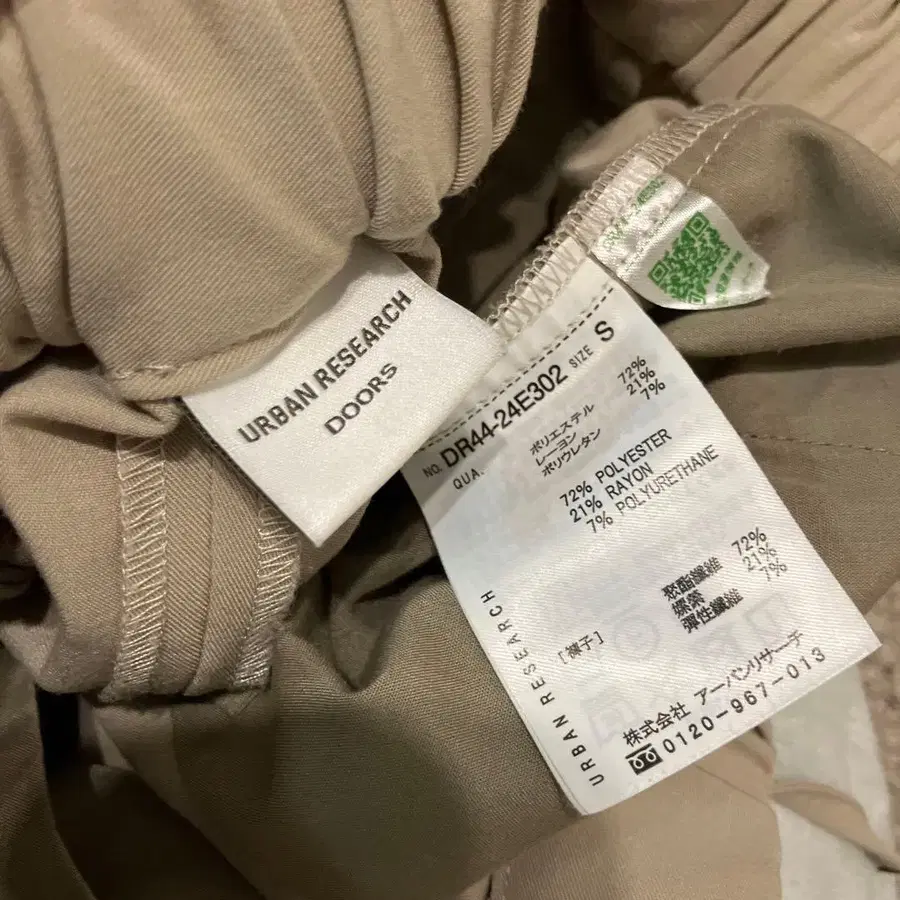 URBAN RESEARCH
DOORS
NO. DR44-24E302 SIZE S
QUA.
ポリエステル 72%
レーヨン 21%
ポリウレタン 7%
72% POLYESTER
21% RAYON
7% POLYURETHANE
聚酯纖維 72%
嫘縈 21%
彈性纖維 7%
[褲子]
URBAN RESEARCH
株式会社 アーバンリサーチ
0120-967-013